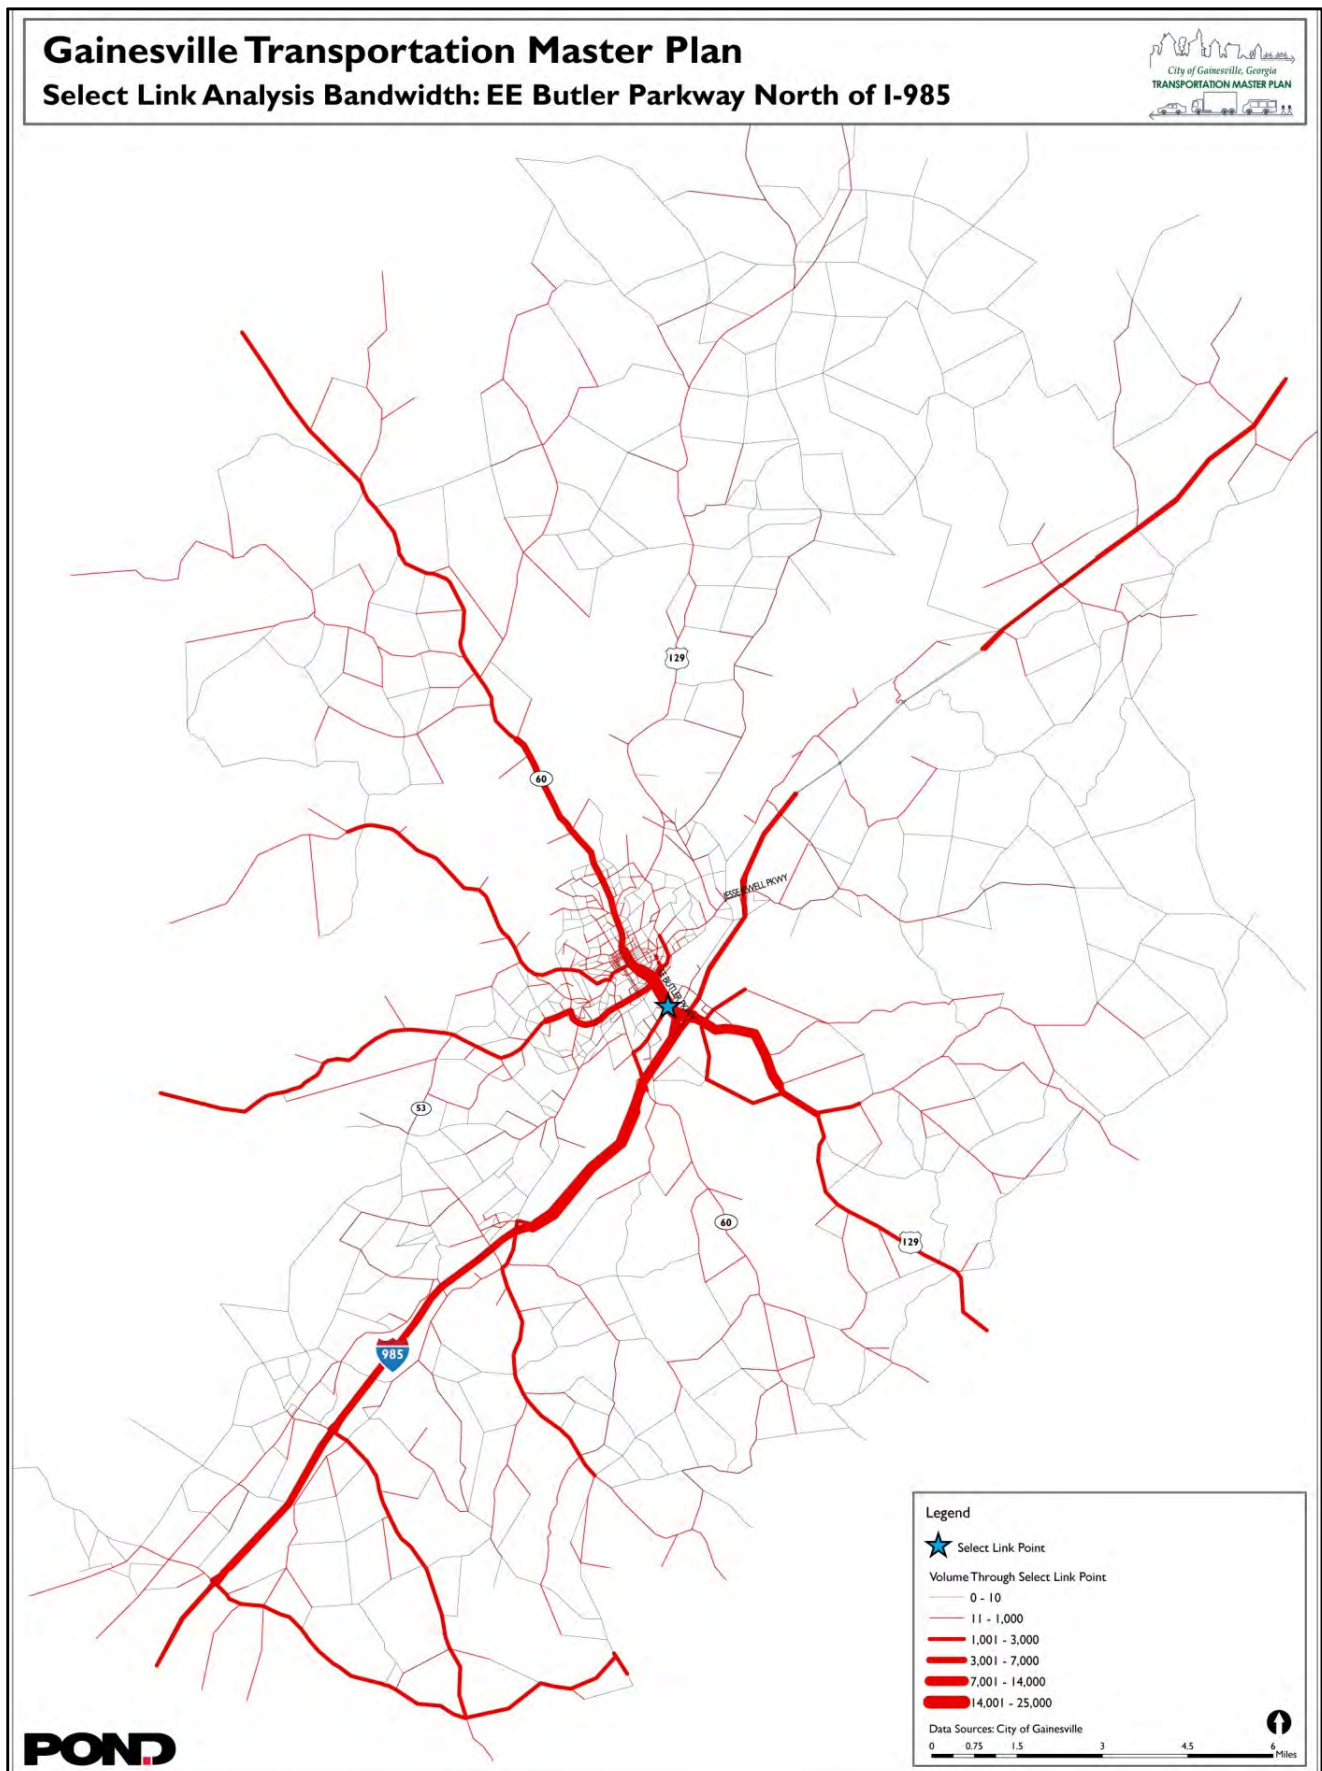 Gainesville Transportation Master Plan
Select Link Analysis Bandwidth: EE Butler Parkway North of I-985
City of Gainesville, Georgia
TRANSPORTATION MASTER PLAN
129
60
JESSE JEWELL PKWY
EE BUTLER PKWY
53
60
129
985
Legend
Select Link Point
Volume Through Select Link Point
0 - 10
11 - 1,000
1,001 - 3,000
3,001 - 7,000
7,001 - 14,000
14,001 - 25,000
Data Sources: City of Gainesville
0 0.75 1.5 3 4.5 6
Miles
POND